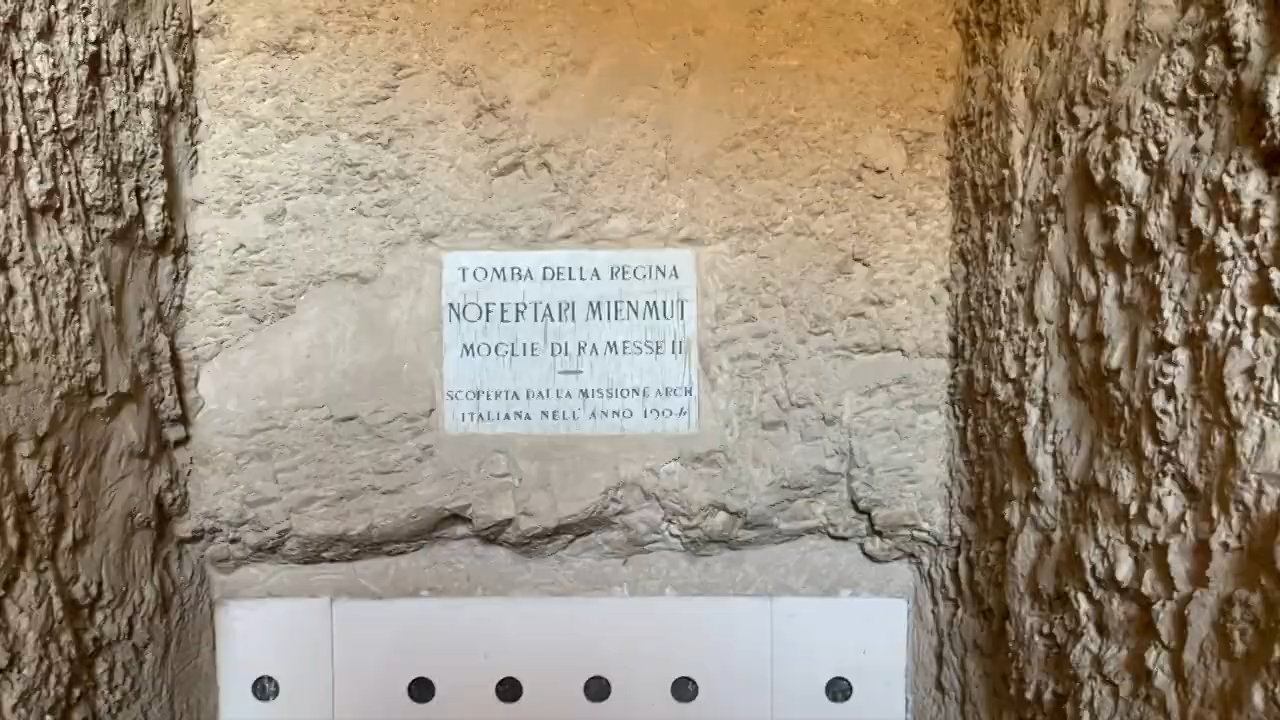 TOMBA DELLA REGINA
NOFERTARI MIENMUT
MOGLIE DI RAMESSE II
SCOPERTA DALLA MISSIONE ARCH
ITALIANA NELL' ANNO 1904